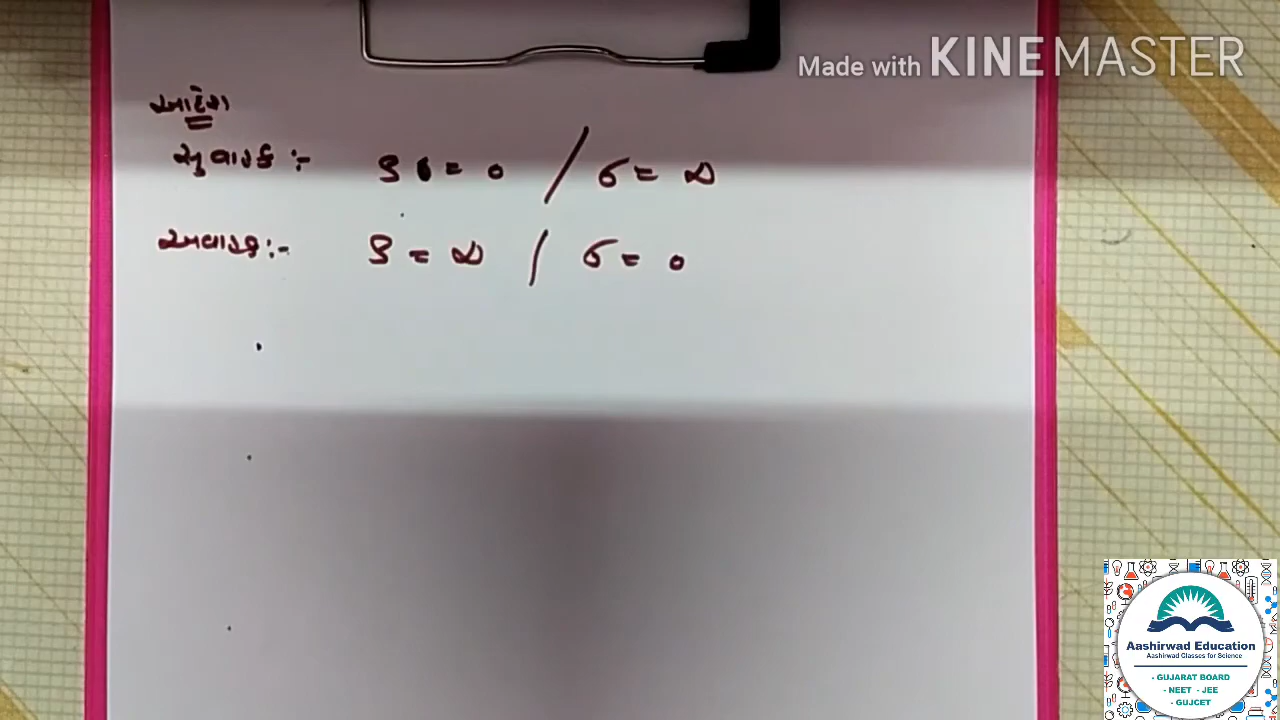 Made with KINEMASTER
આદર્શ
સુવાહક :- ρ = 0 / σ = ∞
અવાહક :- ρ = ∞ / σ = 0
Aashirwad Education
Aashirwad Classes for Science
- GUJARAT BOARD
- NEET - JEE
- GUJCET